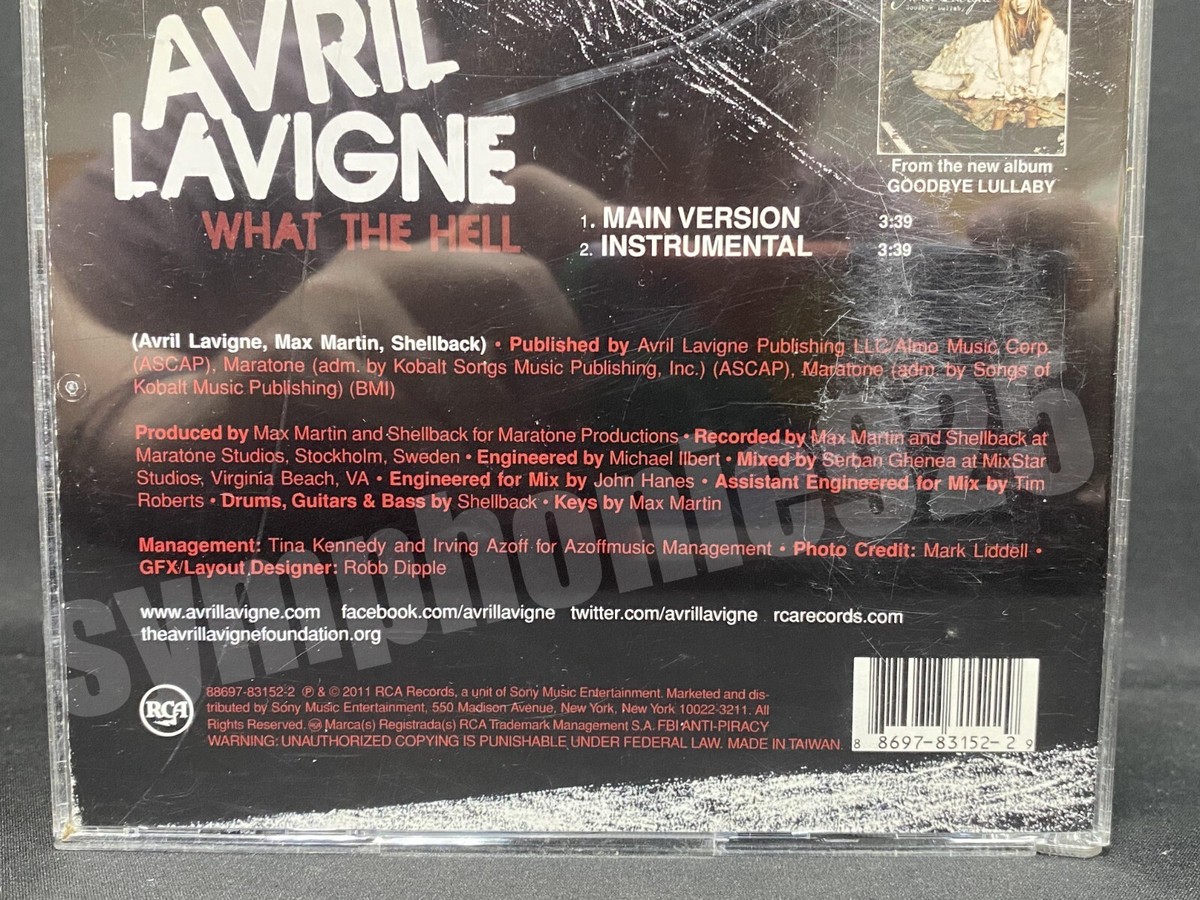 AVRIL
LAVIGNE
WHAT THE HELL
From the new album
GOODBYE LULLABY
1. MAIN VERSION 3:39
2. INSTRUMENTAL 3:39
(Avril Lavigne, Max Martin, Shellback) • Published by Avril Lavigne Publishing LLC/Almo Music Corp.
(ASCAP), Maratone (adm. by Kobalt Songs Music Publishing, Inc.) (ASCAP), Maratone (adm. by Songs of
Kobalt Music Publishing) (BMI)
Produced by Max Martin and Shellback for Maratone Productions • Recorded by Max Martin and Shellback at
Maratone Studios, Stockholm, Sweden • Engineered by Michael Ilbert • Mixed by Serban Ghenea at MixStar
Studios, Virginia Beach, VA • Engineered for Mix by John Hanes • Assistant Engineered for Mix by Tim
Roberts • Drums, Guitars & Bass by Shellback • Keys by Max Martin
Management: Tina Kennedy and Irving Azoff for Azoffmusic Management • Photo Credit: Mark Liddell •
GFX/Layout Designer: Robb Dipple
www.avrillavigne.com facebook.com/avrillavigne twitter.com/avrillavigne rcarecords.com
theavrillavignefoundation.org
symphonie925
RCA
88697-83152-2 ℗ & © 2011 RCA Records, a unit of Sony Music Entertainment. Marketed and dis-
tributed by Sony Music Entertainment, 550 Madison Avenue, New York, New York 10022-3211. All
Rights Reserved. ® Marca(s) Registrada(s) RCA Trademark Management S.A. FBI ANTI-PIRACY
WARNING: UNAUTHORIZED COPYING IS PUNISHABLE UNDER FEDERAL LAW. MADE IN TAIWAN.
8 8697-83152-2 9